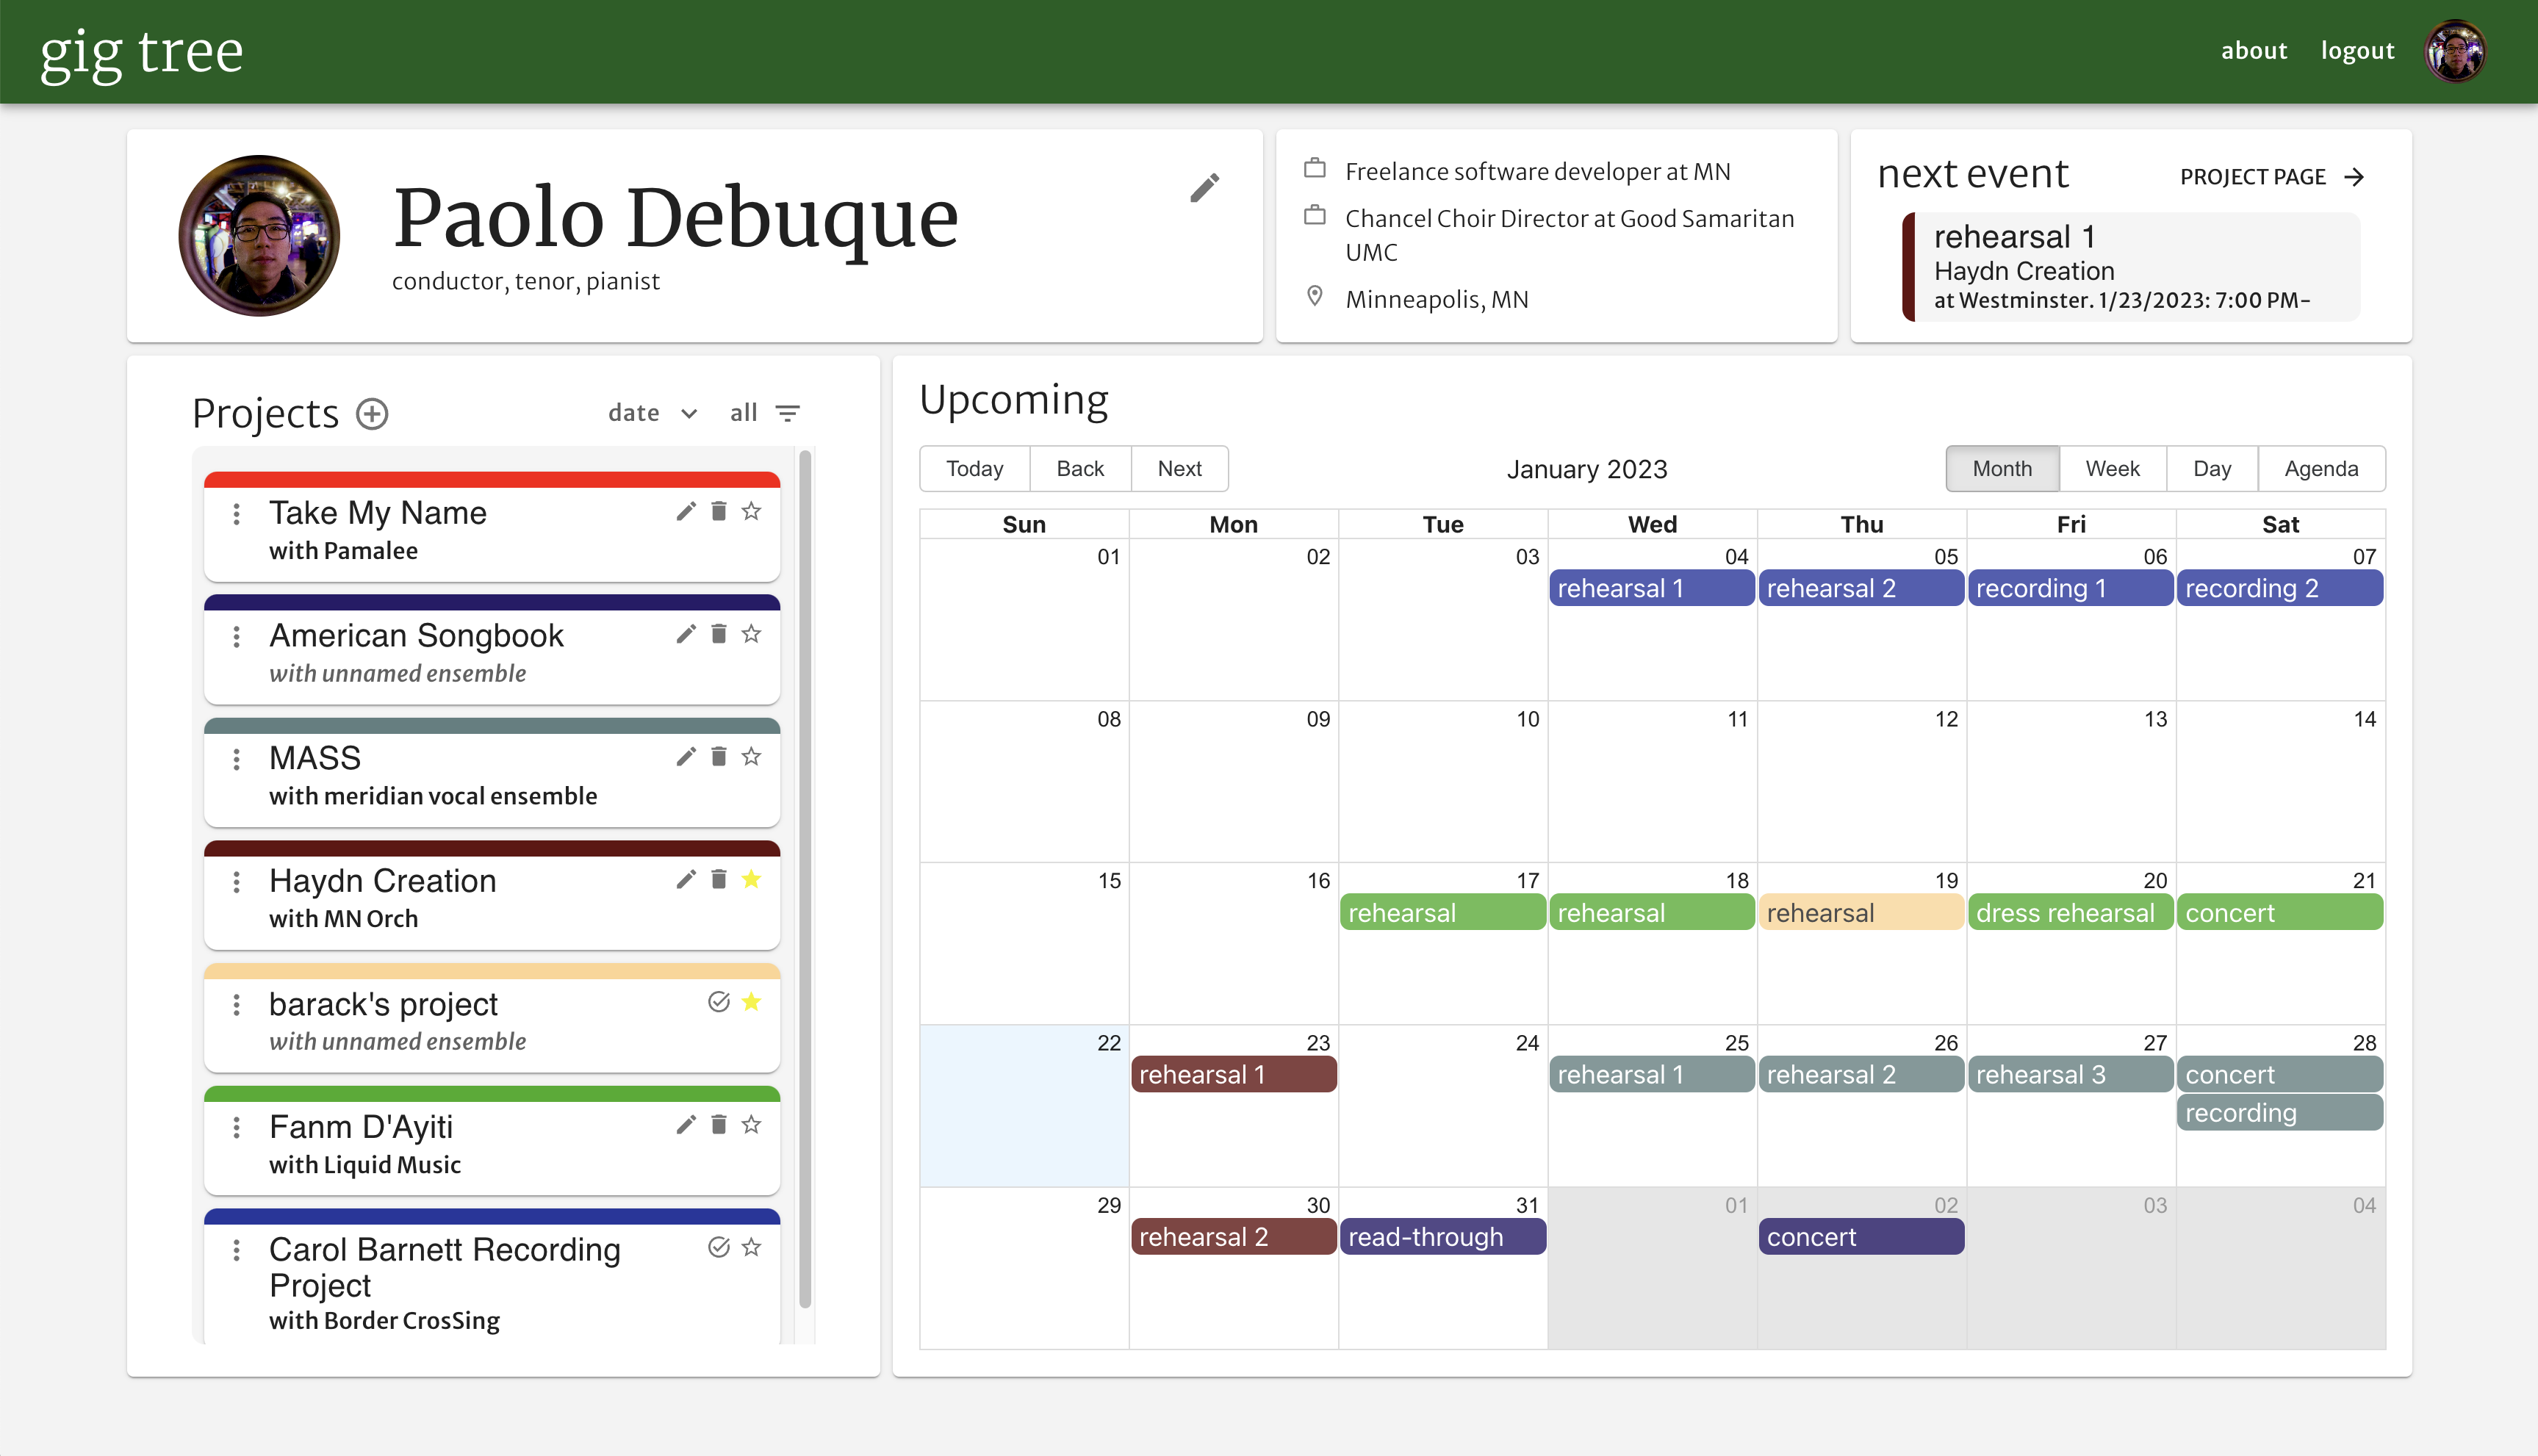 gig tree
about
logout
Paolo Debuque
conductor, tenor, pianist
Freelance software developer at MN
Chancel Choir Director at Good Samaritan
UMC
Minneapolis, MN
next event
PROJECT PAGE
rehearsal 1
Haydn Creation
at Westminster. 1/23/2023: 7:00 PM-
Projects
date
all
Take My Name
with Pamalee
American Songbook
with unnamed ensemble
MASS
with meridian vocal ensemble
Haydn Creation
with MN Orch
barack's project
with unnamed ensemble
Fanm D'Ayiti
with Liquid Music
Carol Barnett Recording
Project
with Border CrosSing
Upcoming
Today Back Next
January 2023
Month Week Day Agenda
Sun Mon Tue Wed Thu Fri Sat
01 02 03 04 05 06 07
rehearsal 1 rehearsal 2 recording 1 recording 2
08 09 10 11 12 13 14
15 16 17 18 19 20 21
rehearsal rehearsal rehearsal dress rehearsal concert
22 23 24 25 26 27 28
rehearsal 1 rehearsal 1 rehearsal 2 rehearsal 3 concert
recording
29 30 31 01 02 03 04
rehearsal 2 read-through concert